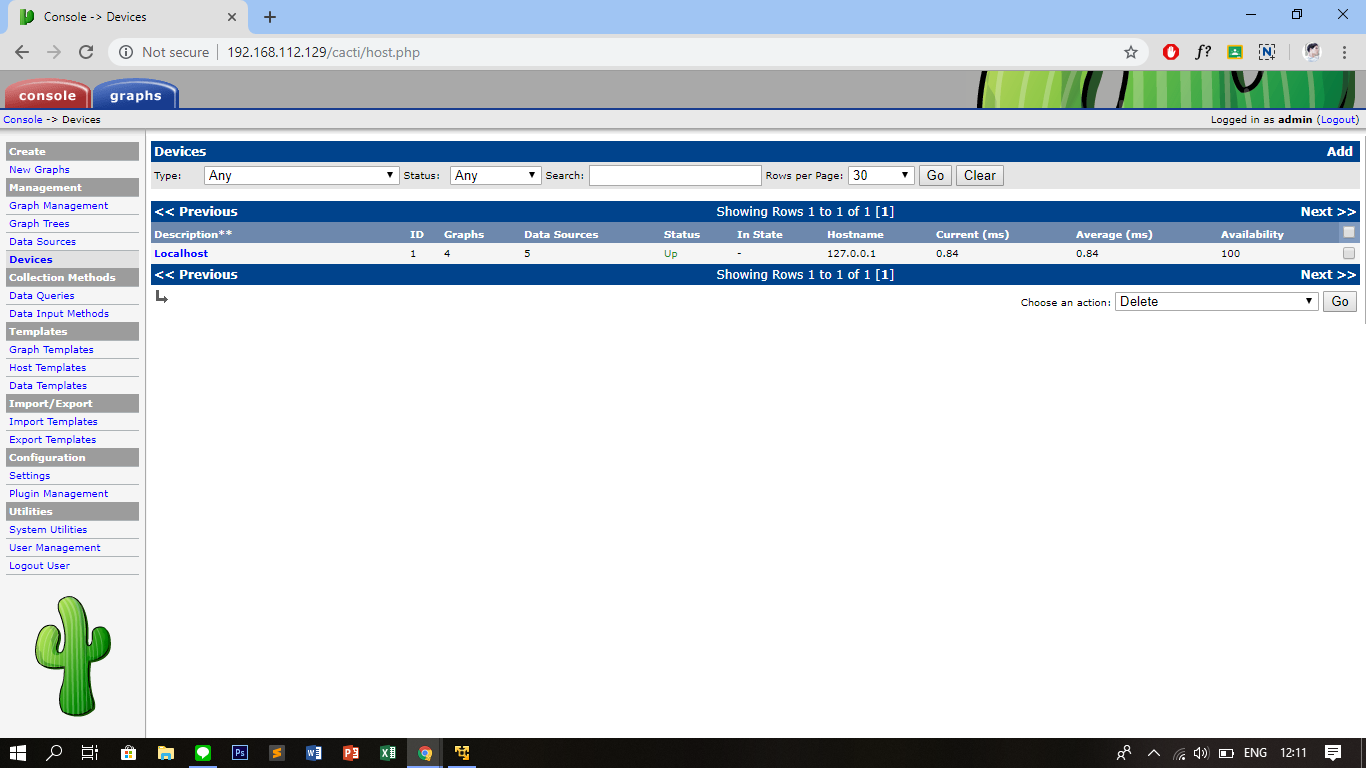 Console -> Devices
Not secure 192.168.112.129/cacti/host.php
f?
N
console graphs
Console -> Devices Logged in as admin (Logout)
Create
New Graphs
Management
Graph Management
Graph Trees
Data Sources
Devices
Collection Methods
Data Queries
Data Input Methods
Templates
Graph Templates
Host Templates
Data Templates
Import/Export
Import Templates
Export Templates
Configuration
Settings
Plugin Management
Utilities
System Utilities
User Management
Logout User
Devices Add
Type: Any Status: Any Search: Rows per Page: 30 Go Clear
<< Previous Showing Rows 1 to 1 of 1 [1] Next >>
Description** ID Graphs Data Sources Status In State Hostname Current (ms) Average (ms) Availability
Localhost 1 4 5 Up - 127.0.0.1 0.84 0.84 100
<< Previous Showing Rows 1 to 1 of 1 [1] Next >>
Choose an action: Delete Go
Ps
ENG 12:11